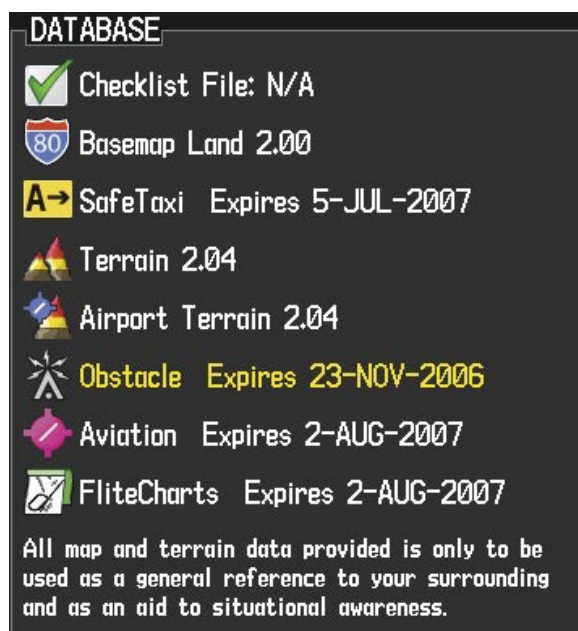 DATABASE
Checklist File: N/A
80 Basemap Land 2.00
A→ SafeTaxi Expires 5-JUL-2007
Terrain 2.04
Airport Terrain 2.04
Obstacle Expires 23-NOV-2006
Aviation Expires 2-AUG-2007
FliteCharts Expires 2-AUG-2007
All map and terrain data provided is only to be
used as a general reference to your surrounding
and as an aid to situational awareness.